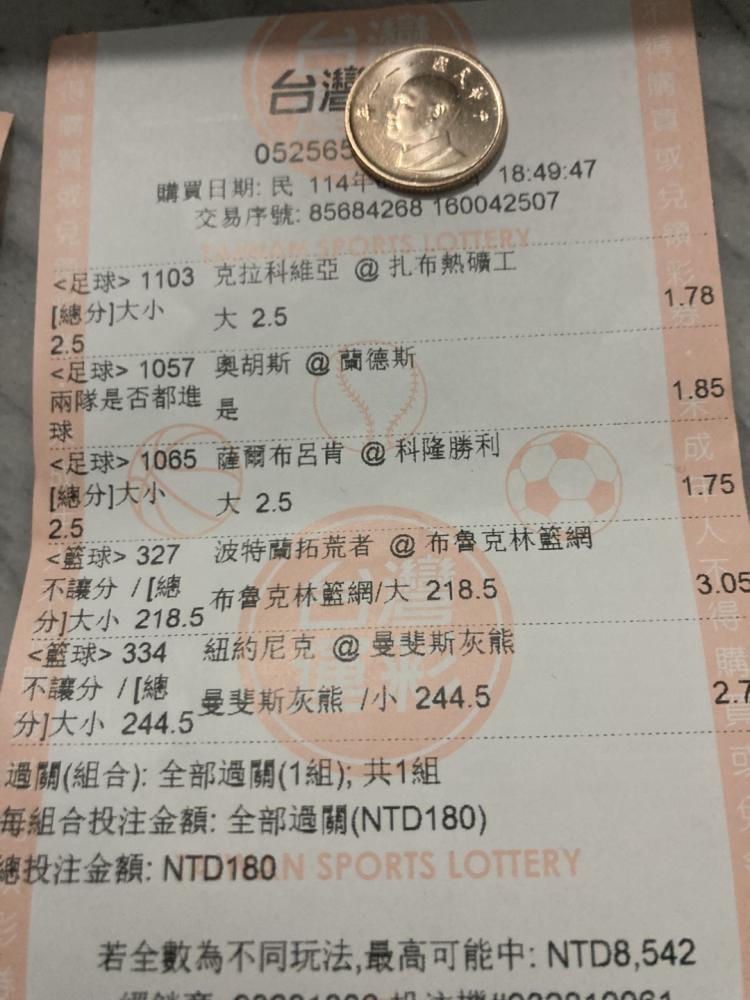 台灣
052565
購買日期: 民 114年 18:49:47
交易序號: 85684268 160042507
TAIWAN SPORTS LOTTERY
<足球> 1103 克拉科維亞 @ 扎布熱礦工
[總分]大小 大 2.5 1.78
2.5
<足球> 1057 奧胡斯 @ 蘭德斯
兩隊是否都進 是 1.85
球
<足球> 1065 薩爾布呂肯 @ 科隆勝利
[總分]大小 大 2.5 1.75
2.5
<籃球> 327 波特蘭拓荒者 @ 布魯克林籃網
不讓分 / [總 布魯克林籃網/大 218.5 3.05
分]大小 218.5
<籃球> 334 紐約尼克 @ 曼斐斯灰熊
不讓分 / [總 曼斐斯灰熊 /小 244.5 2.7
分]大小 244.5
過關(組合): 全部過關(1組); 共1組
每組合投注金額: 全部過關(NTD180)
總投注金額: NTD180
SPORTS LOTTERY
若全數為不同玩法,最高可能中: NTD8,542